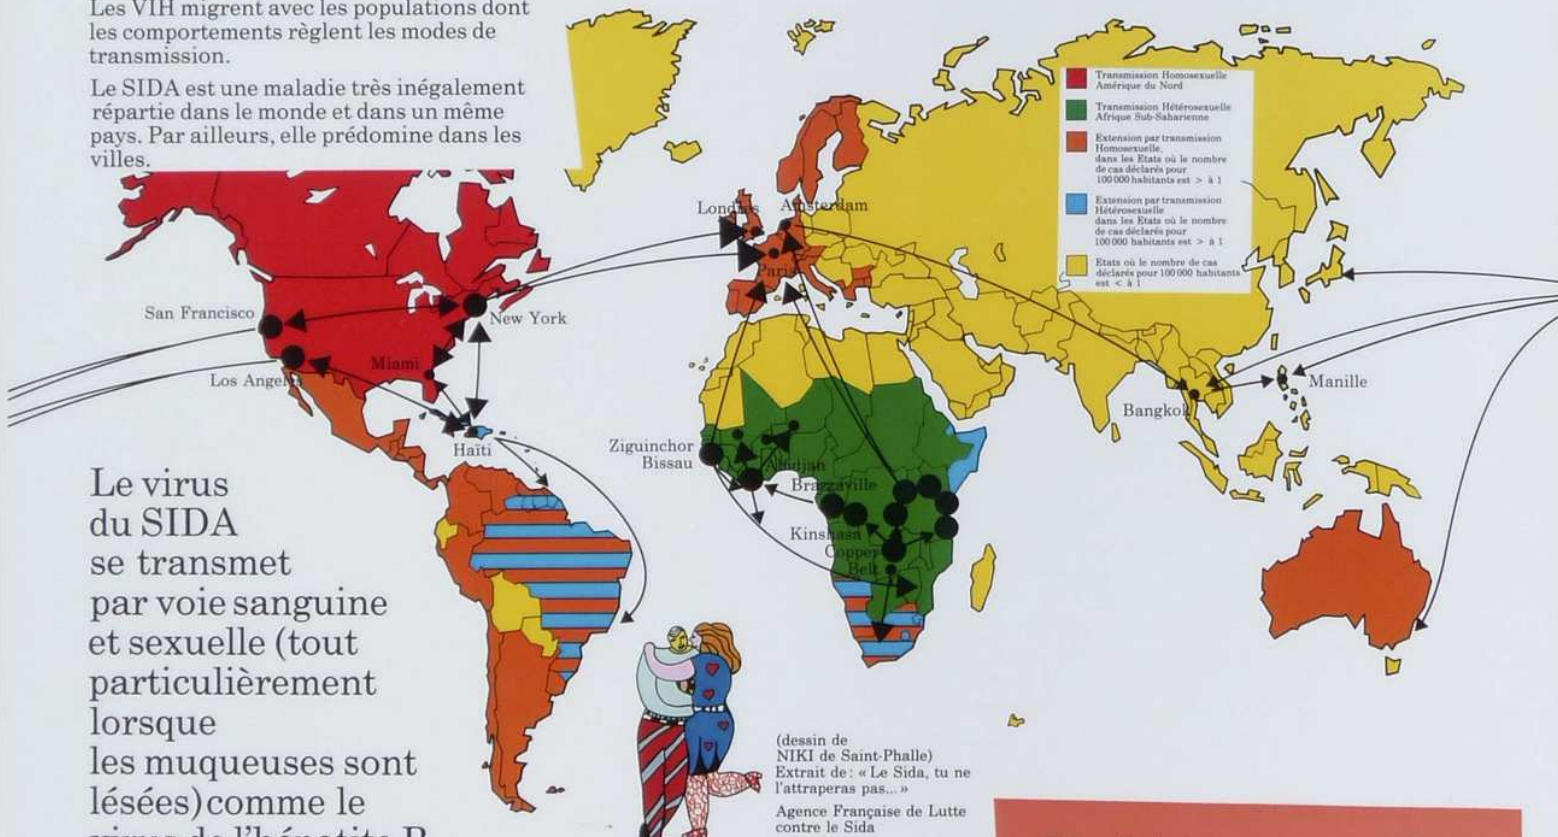 Les VIH migrent avec les populations dont
les comportements règlent les modes de
transmission.
Le SIDA est une maladie très inégalement
répartie dans le monde et dans un même
pays. Par ailleurs, elle prédomine dans les
villes.
Transmission Homosexuelle
Amérique du Nord
Transmission Hétérosexuelle
Afrique Sub-Saharienne
Extension par transmission
Homosexuelle,
dans les Etats où le nombre
de cas déclarés pour
100 000 habitants est > à 1
Extension par transmission
Hétérosexuelle
dans les Etats où le nombre
de cas déclarés pour
100 000 habitants est > à 1
Etats où le nombre de cas
déclarés pour 100 000 habitants
est < à 1
Londres
Amsterdam
Paris
San Francisco
New York
Miami
Los Angeles
Haïti
Manille
Bangkok
Ziguinchor
Bissau
Abidjan
Brazzaville
Kinshasa
Copper
Belt
Le virus
du SIDA
se transmet
par voie sanguine
et sexuelle (tout
particulièrement
lorsque
les muqueuses sont
lésées) comme le
virus de l'hépatite B
(dessin de
NIKI de Saint-Phalle)
Extrait de : « Le Sida, tu ne
l'attraperas pas... »
Agence Française de Lutte
contre le Sida